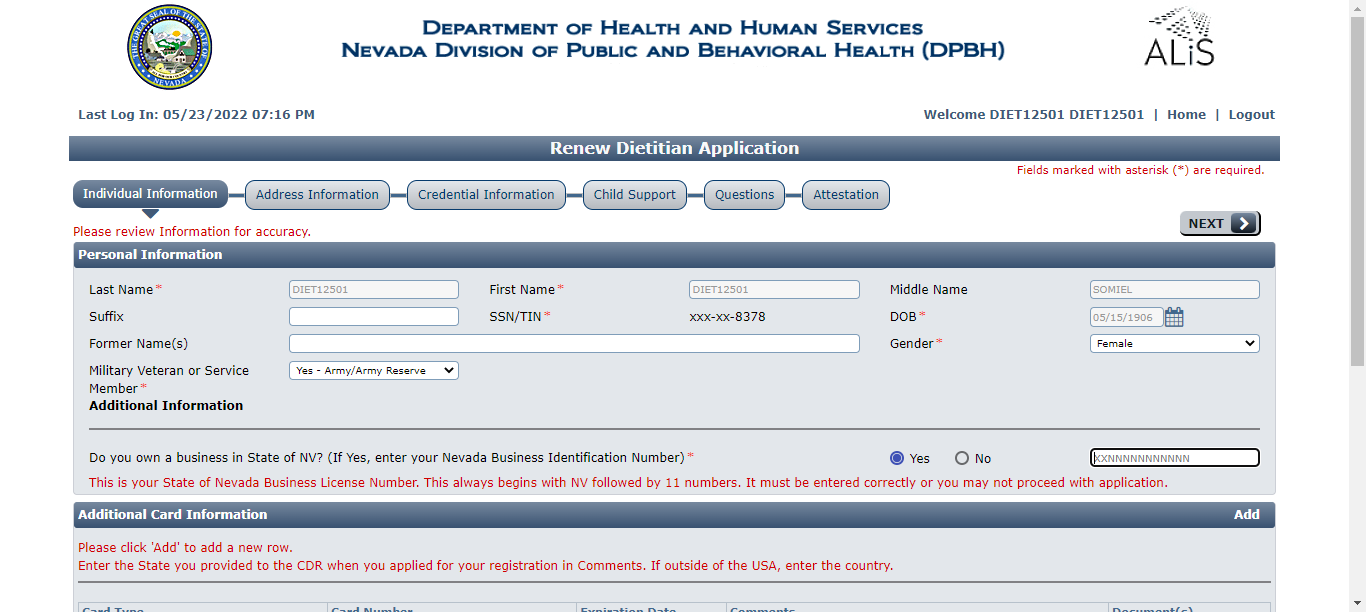 DEPARTMENT OF HEALTH AND HUMAN SERVICES
NEVADA DIVISION OF PUBLIC AND BEHAVIORAL HEALTH (DPBH)
ALiS
Last Log In: 05/23/2022 07:16 PM
Welcome DIET12501 DIET12501 | Home | Logout
Renew Dietitian Application
Fields marked with asterisk (*) are required.
Individual Information
Address Information
Credential Information
Child Support
Questions
Attestation
NEXT
Please review Information for accuracy.
Personal Information
Last Name* DIET12501 First Name* DIET12501 Middle Name SOMIEL
Suffix SSN/TIN* xxx-xx-8378 DOB* 05/15/1906
Former Name(s) Gender* Female
Military Veteran or Service Yes - Army/Army Reserve
Member*
Additional Information
Do you own a business in State of NV? (If Yes, enter your Nevada Business Identification Number)* Yes No XXNNNNNNNNNNN
This is your State of Nevada Business License Number. This always begins with NV followed by 11 numbers. It must be entered correctly or you may not proceed with application.
Additional Card Information Add
Please click 'Add' to add a new row.
Enter the State you provided to the CDR when you applied for your registration in Comments. If outside of the USA, enter the country.
Card Type Card Number Expiration Date Comments Document(s)